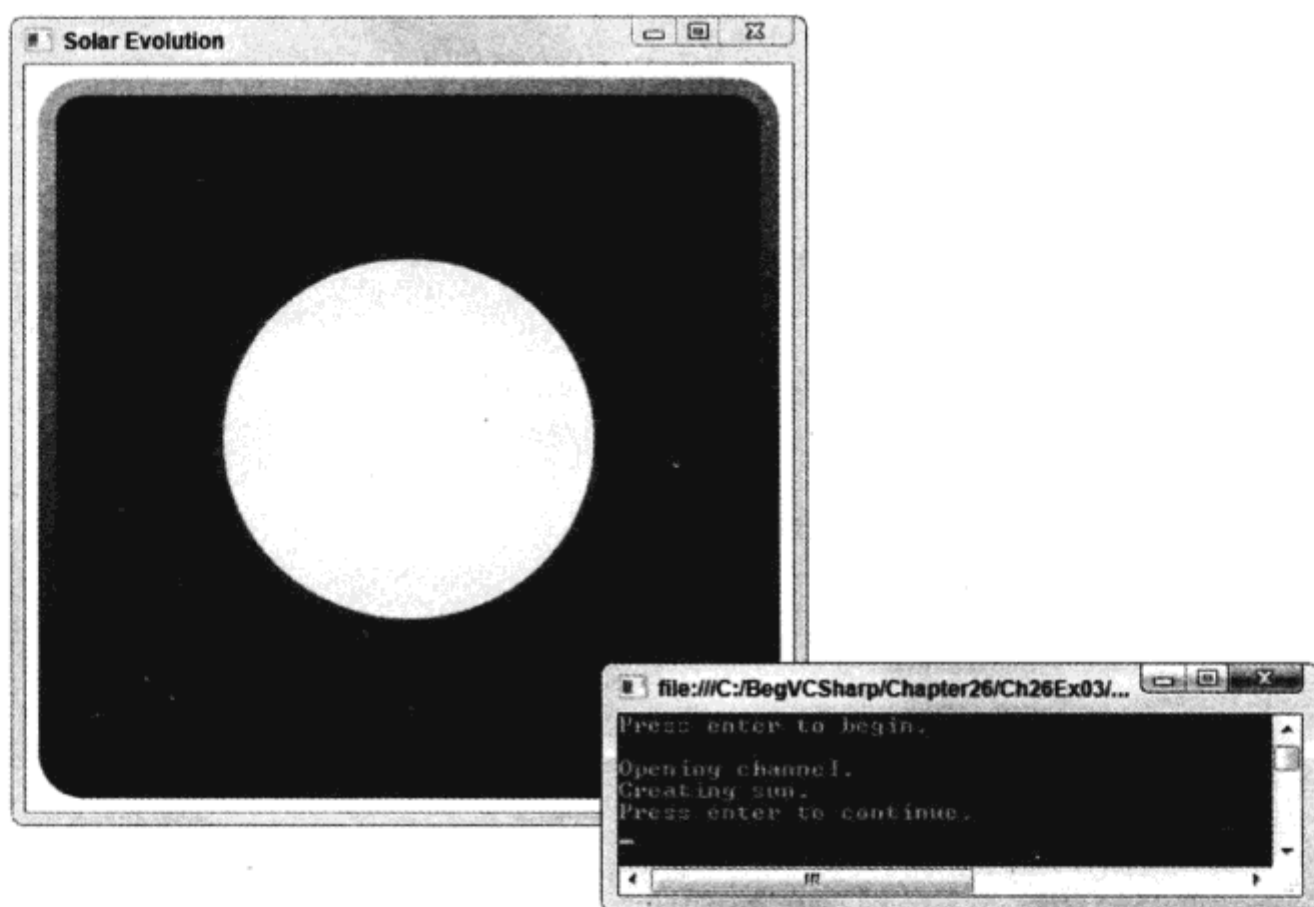 Solar Evolution
file:///C:/BegVCSharp/Chapter26/Ch26Ex03/...
Press enter to begin.
Opening channel.
Creating sun.
Press enter to continue.